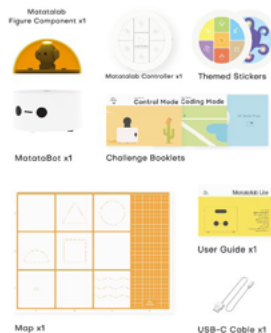 Matatalab
Figure Component x1
Matatalab Controller x1
Themed Stickers
MatataBot x1
Control Mode
Coding Mode
Challenge Booklets
Matatalab Lite
User Guide x1
Map x1
USB-C Cable x1